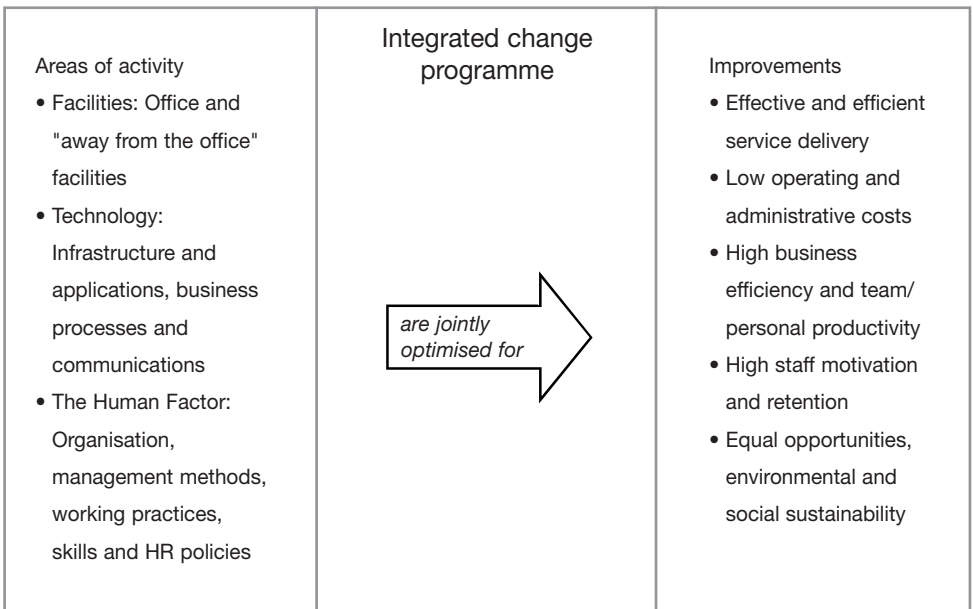 Areas of activity
• Facilities: Office and
"away from the office"
facilities
• Technology:
Infrastructure and
applications, business
processes and
communications
• The Human Factor:
Organisation,
management methods,
working practices,
skills and HR policies
Integrated change
programme
are jointly
optimised for
Improvements
• Effective and efficient
service delivery
• Low operating and
administrative costs
• High business
efficiency and team/
personal productivity
• High staff motivation
and retention
• Equal opportunities,
environmental and
social sustainability